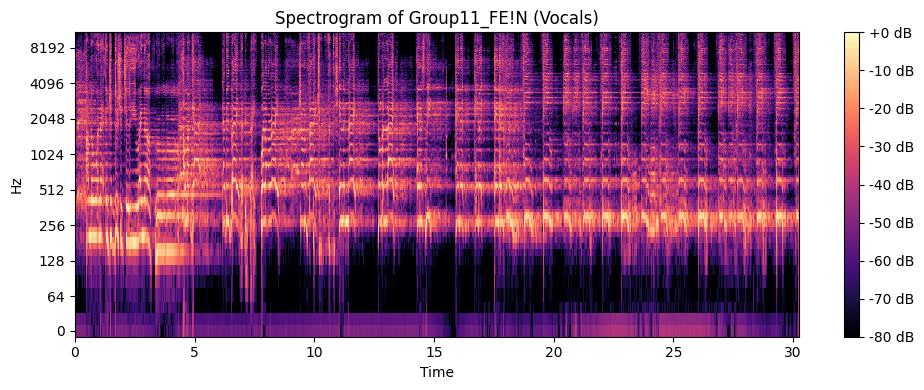 Spectrogram of Group11_FE!N (Vocals)
8192
4096
2048
1024
512
256
128
64
0
Hz
0
5
10
15
20
25
30
Time
+0 dB
-10 dB
-20 dB
-30 dB
-40 dB
-50 dB
-60 dB
-70 dB
-80 dB